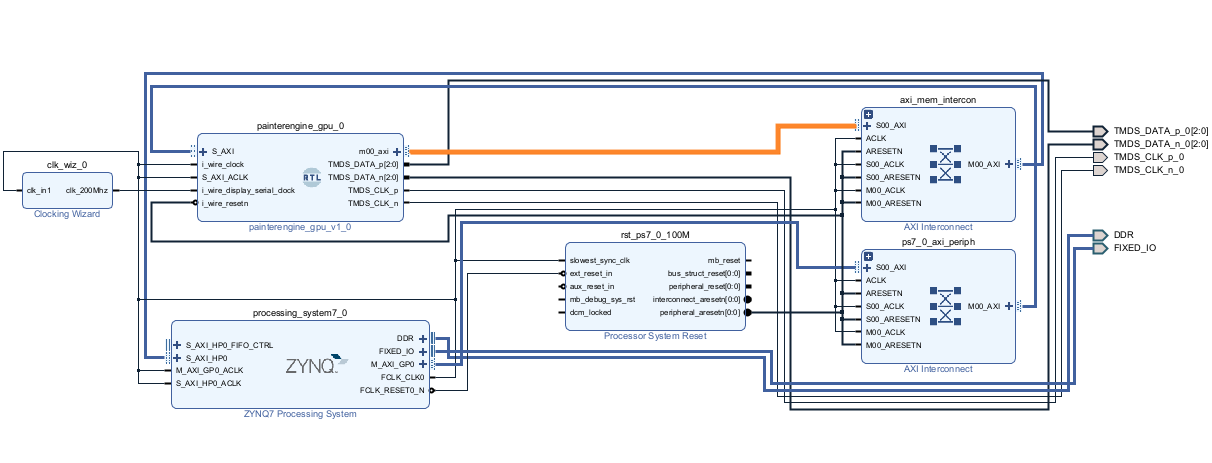 axi_mem_intercon
S00_AXI
ACLK
ARESETN
S00_ACLK
S00_ARESETN
M00_ACLK
M00_ARESETN
M00_AXI
AXI Interconnect
painterengine_gpu_0
S_AXI
i_wire_clock
S_AXI_ACLK
i_wire_display_serial_dock
i_wire_resetn
RTL
m00_axi
TMDS_DATA_p[2:0]
TMDS_DATA_n[2:0]
TMDS_CLK_p
TMDS_CLK_n
painterengine_gpu_v1_0
clk_wiz_0
clk_in1
clk_200Mhz
Clocking Wizard
TMDS_DATA_p_0[2:0]
TMDS_DATA_n_0[2:0]
TMDS_CLK_p_0
TMDS_CLK_n_0
DDR
FIXED_IO
rst_ps7_0_100M
slowest_sync_clk
ext_reset_in
aux_reset_in
mb_debug_sys_rst
dcm_locked
mb_reset
bus_struct_reset[0:0]
peripheral_reset[0:0]
interconnect_aresetn[0:0]
peripheral_aresetn[0:0]
Processor System Reset
ps7_0_axi_periph
S00_AXI
ACLK
ARESETN
S00_ACLK
S00_ARESETN
M00_ACLK
M00_ARESETN
M00_AXI
AXI Interconnect
processing_system7_0
S_AXI_HP0_FIFO_CTRL
S_AXI_HP0
M_AXI_GP0_ACLK
S_AXI_HP0_ACLK
ZYNQ
DDR
FIXED_IO
M_AXI_GP0
FCLK_CLK0
FCLK_RESET0_N
ZYNQ7 Processing System